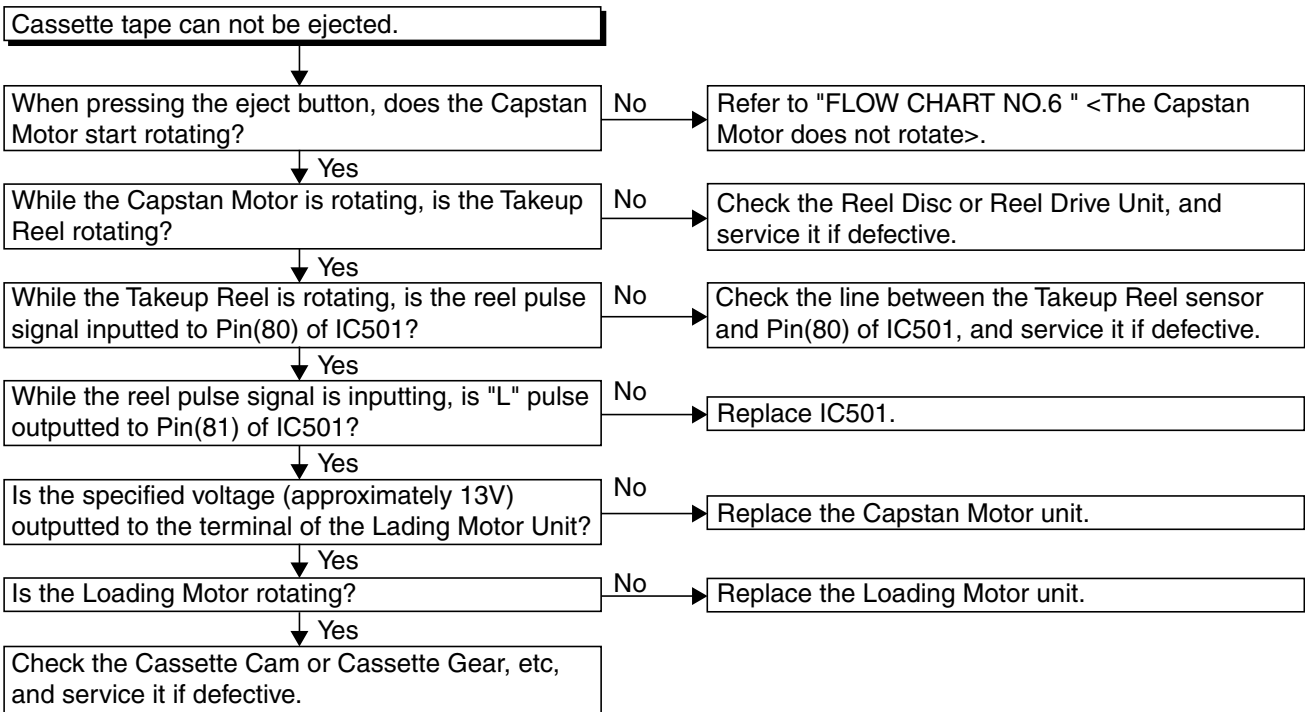 Cassette tape can not be ejected.
When pressing the eject button, does the Capstan
Motor start rotating?
No
Refer to "FLOW CHART NO.6 " <The Capstan
Motor does not rotate>.
Yes
While the Capstan Motor is rotating, is the Takeup
Reel rotating?
No
Check the Reel Disc or Reel Drive Unit, and
service it if defective.
Yes
While the Takeup Reel is rotating, is the reel pulse
signal inputted to Pin(80) of IC501?
No
Check the line between the Takeup Reel sensor
and Pin(80) of IC501, and service it if defective.
Yes
While the reel pulse signal is inputting, is "L" pulse
outputted to Pin(81) of IC501?
No
Replace IC501.
Yes
Is the specified voltage (approximately 13V)
outputted to the terminal of the Lading Motor Unit?
No
Replace the Capstan Motor unit.
Yes
Is the Loading Motor rotating?
No
Replace the Loading Motor unit.
Yes
Check the Cassette Cam or Cassette Gear, etc,
and service it if defective.